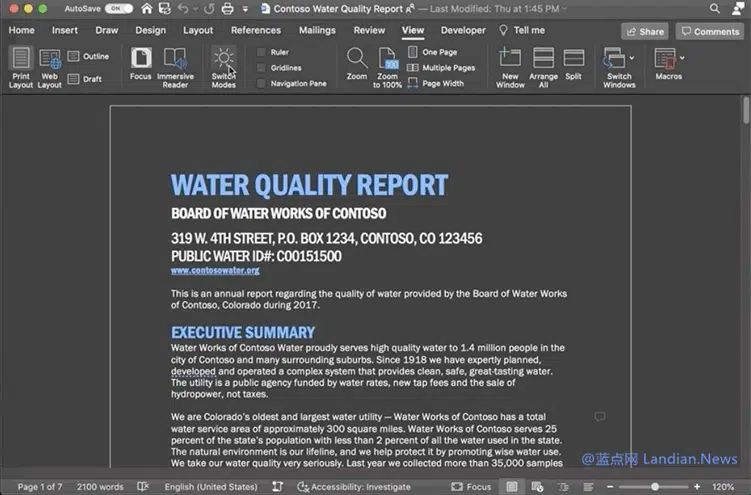 AutoSave ON Contoso Water Quality Report — Last Modified: Thu at 1:45 PM
Home Insert Draw Design Layout References Mailings Review View Developer Tell me Share Comments
Print Layout Web Layout Outline Draft Focus Immersive Reader Switch Modes Ruler Gridlines Navigation Pane Zoom Zoom to 100% One Page Multiple Pages Page Width New Window Arrange All Split Switch Windows Macros
WATER QUALITY REPORT
BOARD OF WATER WORKS OF CONTOSO
319 W. 4TH STREET, P.O. BOX 1234, CONTOSO, CO 123456
PUBLIC WATER ID#: CO0151500
www.contosowater.org
This is an annual report regarding the quality of water provided by the Board of Water Works
of Contoso, Colorado during 2017.
EXECUTIVE SUMMARY
Water Works of Contoso Water proudly serves high quality water to 1.4 million people in the
city of Contoso and many surrounding suburbs. Since 1918 we have expertly planned,
developed and operated a complex system that provides clean, safe, great-tasting water.
The utility is a public agency funded by water rates, new tap fees and the sale of
hydropower, not taxes.
We are Colorado's oldest and largest water utility — Water Works of Contoso has a total
water service area of approximately 300 square miles. Water Works of Contoso serves 25
percent of the state's population with less than 2 percent of all the water used in the state.
The natural environment is our lifeline, and we help protect it by promoting wise water use.
We take our water quality very seriously. Last year we collected more than 35,000 samples
@蓝点网 Landian.News
Page 1 of 7 2100 words English (United States) Accessibility: Investigate Focus 120%